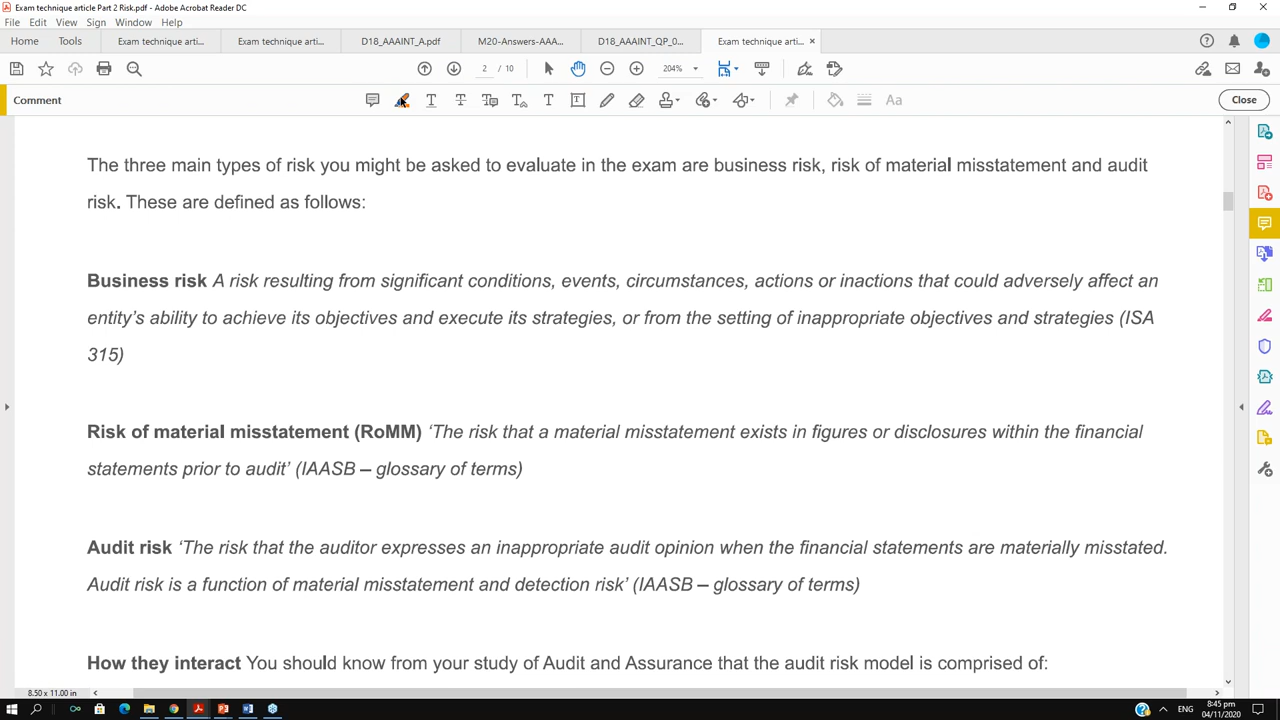 Exam technique article Part 2 Risk.pdf - Adobe Acrobat Reader DC
File Edit View Sign Window Help
Home Tools Exam technique arti... Exam technique arti... D18_AAAINT_A.pdf M20-Answers-AAA... D18_AAAINT_QP_0... Exam technique arti... ×
2 / 10 204%
Comment Aa Close
The three main types of risk you might be asked to evaluate in the exam are business risk, risk of material misstatement and audit
risk. These are defined as follows:
Business risk A risk resulting from significant conditions, events, circumstances, actions or inactions that could adversely affect an
entity's ability to achieve its objectives and execute its strategies, or from the setting of inappropriate objectives and strategies (ISA
315)
Risk of material misstatement (RoMM) ‘The risk that a material misstatement exists in figures or disclosures within the financial
statements prior to audit’ (IAASB – glossary of terms)
Audit risk ‘The risk that the auditor expresses an inappropriate audit opinion when the financial statements are materially misstated.
Audit risk is a function of material misstatement and detection risk’ (IAASB – glossary of terms)
How they interact You should know from your study of Audit and Assurance that the audit risk model is comprised of:
8.50 x 11.00 in
ENG 8:45 pm
04/11/2020